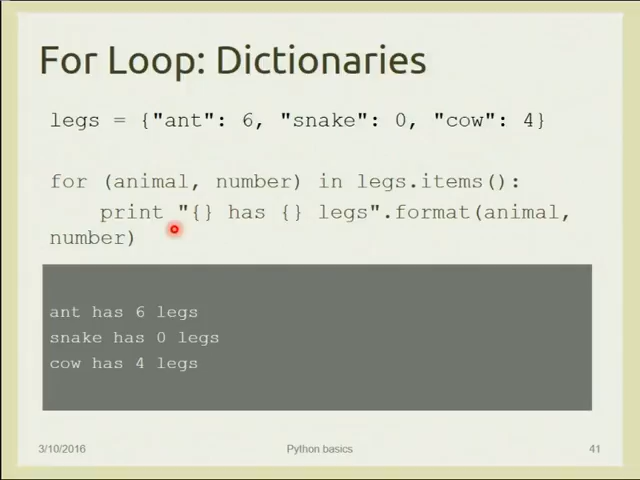 For Loop: Dictionaries
legs = {"ant": 6, "snake": 0, "cow": 4}
for (animal, number) in legs.items():
print "{} has {} legs".format(animal,
number)
ant has 6 legs
snake has 0 legs
cow has 4 legs
3/10/2016 Python basics 41